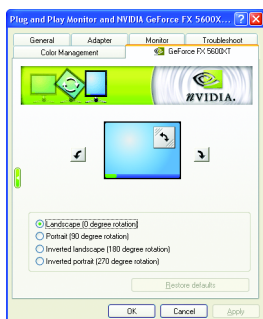 Plug and Play Monitor and NVIDIA GeForce FX 5600X...
General Adapter Monitor Troubleshoot
Color Management GeForce FX 5600XT
NVIDIA.
Landscape (0 degree rotation)
Portrait (90 degree rotation)
Inverted landscape (180 degree rotation)
Inverted portrait (270 degree rotation)
Restore defaults
OK Cancel Apply